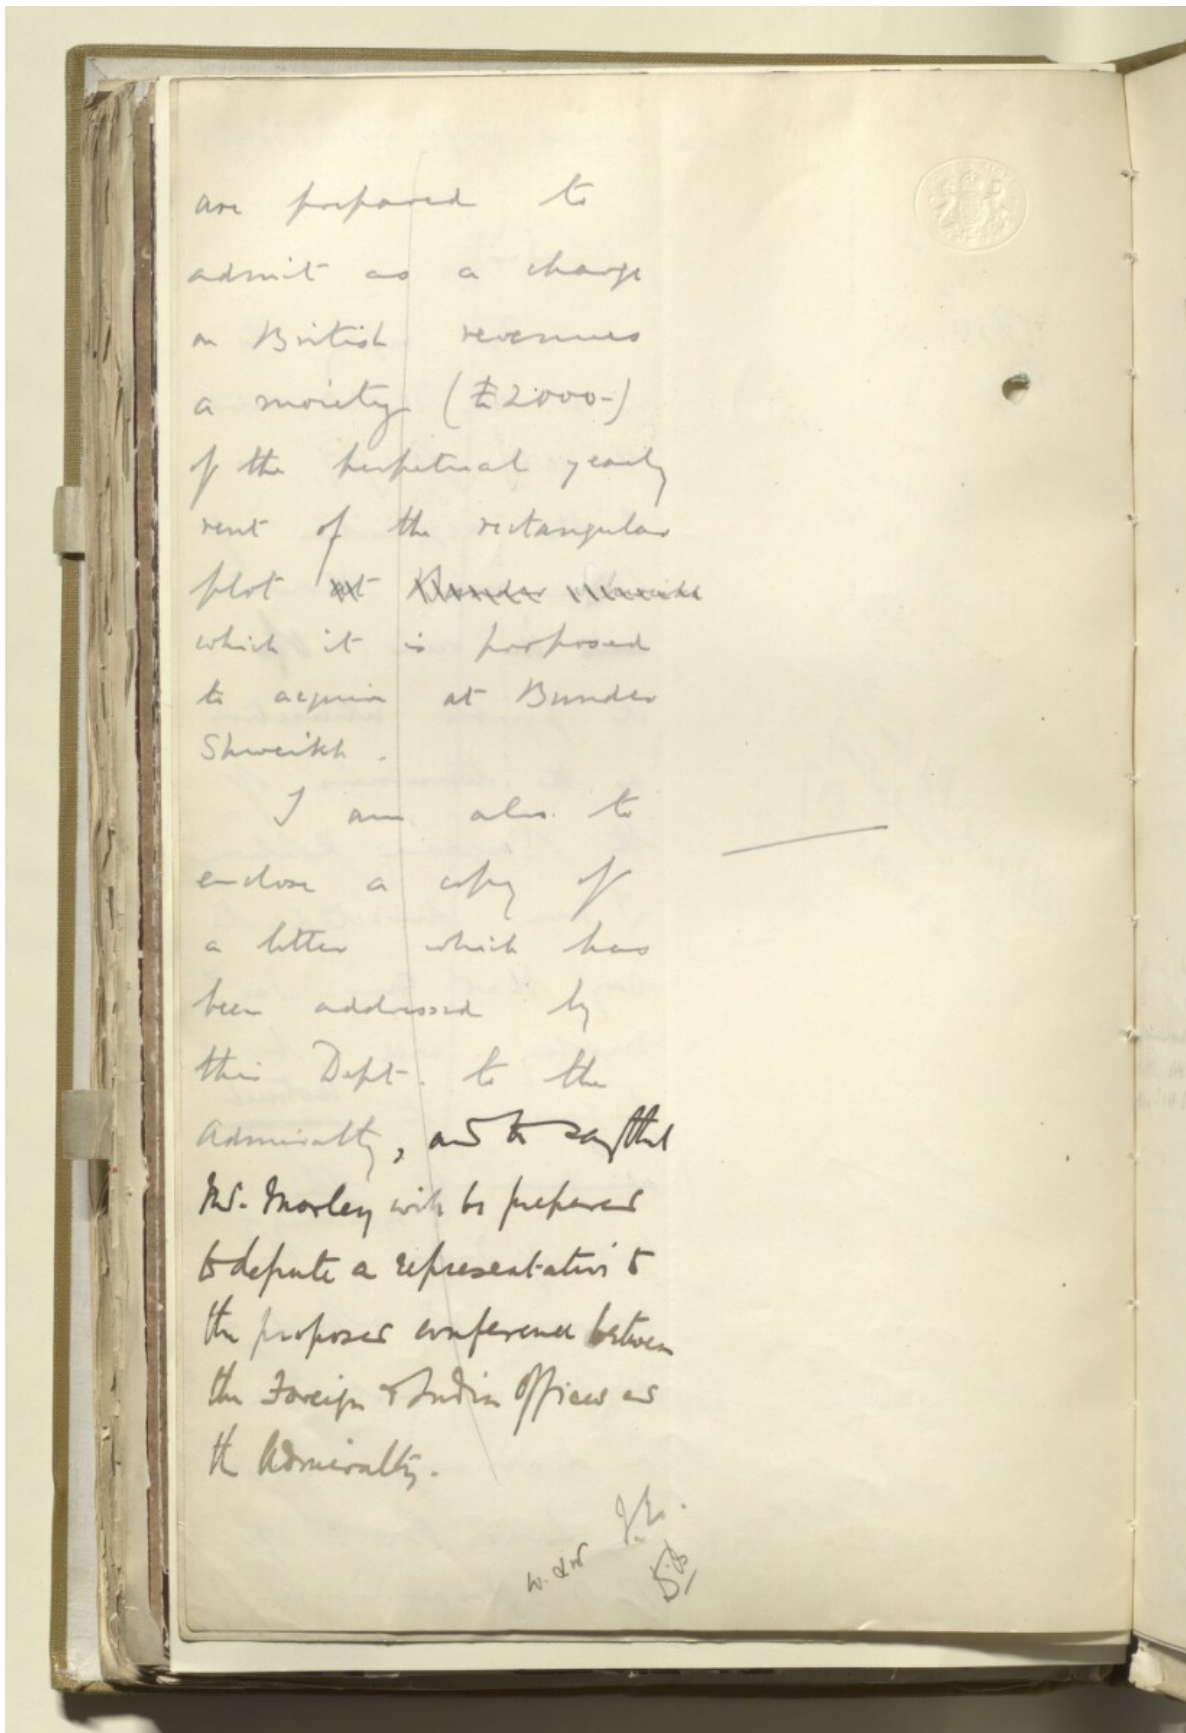 are prepared to
admit as a charge
on British revenues
a moiety (£2000-)
of the perpetual yearly
rent of the rectangular
plot at Bunder Shweikh
which it is proposed
to acquire at Bunder
Shweikh.
I am also to
enclose a copy of
a letter which has
been addressed by
this Dept. to the
Admiralty, and to say that
Mr. Morley will be prepared
to depute a representative to
the proposed conference between
the Foreign & India Offices and
the Admiralty.